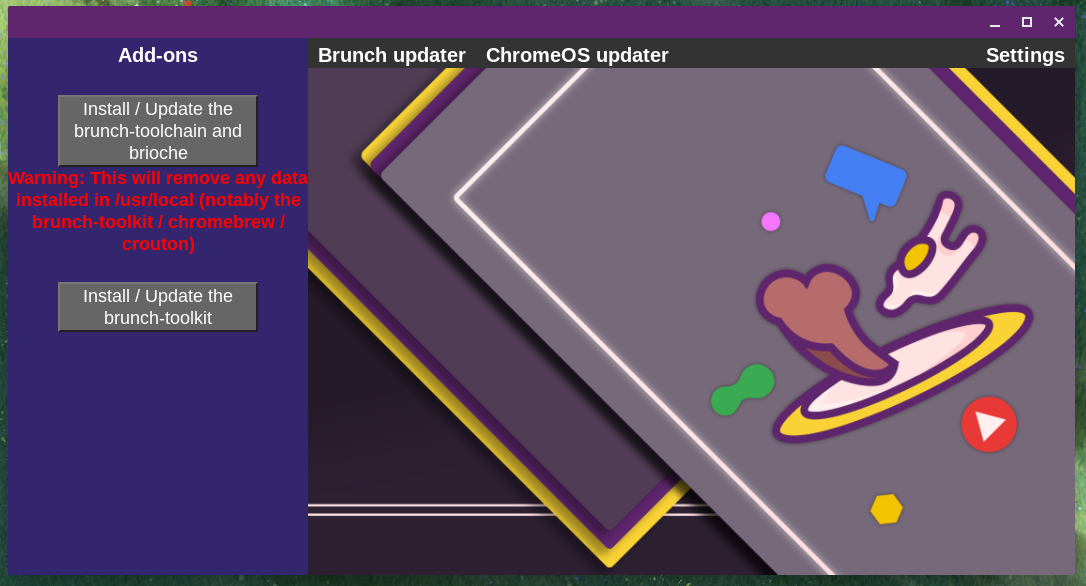 Add-ons
Brunch updater
ChromeOS updater
Settings
Install / Update the
brunch-toolchain and
brioche
Warning: This will remove any data
installed in /usr/local (notably the
brunch-toolkit / chromebrew /
crouton)
Install / Update the
brunch-toolkit